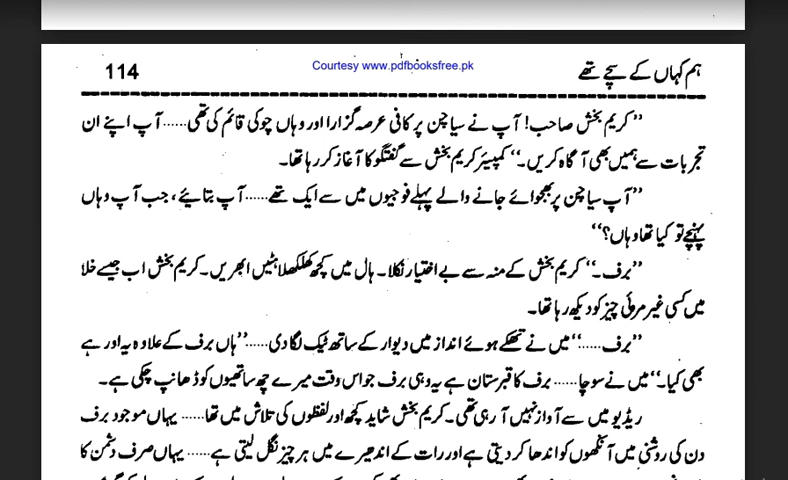 114
Courtesy www.pdfbooksfree.pk
ہم کہاں کے سچے تھے
’’کریم بخش صاحب! آپ نے سیاچن پر کافی عرصہ گزارا اور وہاں چوکی قائم کی تھی......آپ اپنے ان
تجربات سے ہمیں بھی آگاہ کریں۔‘‘ کمپیئر کریم بخش سے گفتگو کا آغاز کر رہا تھا۔
’’آپ سیاچن پر بھجوائے جانے والے پہلے فوجیوں میں سے ایک تھے......آپ بتایئے، جب آپ وہاں
پہنچے تو کیا تھا وہاں؟‘‘
’’برف۔‘‘ کریم بخش کے منہ سے بے اختیار نکلا۔ ہال میں کچھ کھلکھلاہٹیں ابھریں۔ کریم بخش اب جیسے خلا
میں کسی غیر مرئی چیز کو دیکھ رہا تھا۔
’’برف......‘‘ میں نے تھکے ہوئے انداز میں دیوار کے ساتھ ٹیک لگا دی......’’ہاں برف کے علاوہ یہ اور ہے
بھی کیا۔‘‘ میں نے سوچا......برف کا قبرستان ہے یہ وہی برف جو اس وقت میرے چھ ساتھیوں کو ڈھانپ چکی ہے۔
ریڈیو میں سے آواز نہیں آ رہی تھی۔ کریم بخش شاید کچھ اور لفظوں کی تلاش میں تھا......یہاں موجود برف
دن کی روشنی میں آنکھوں کو اندھا کر دیتی ہے اور رات کے اندھیرے میں ہر چیز نگل لیتی ہے......یہاں صرف دشمن کا